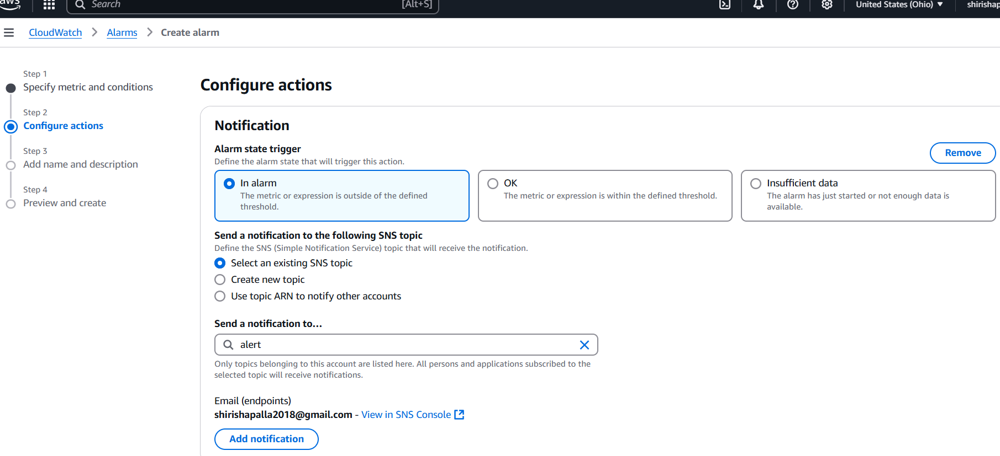 aws
Search [Alt+S] United States (Ohio) shirishap
CloudWatch Alarms Create alarm
Step 1
Specify metric and conditions
Step 2
Configure actions
Step 3
Add name and description
Step 4
Preview and create
Configure actions
Notification
Alarm state trigger
Define the alarm state that will trigger this action.
Remove
In alarm
The metric or expression is outside of the defined
threshold.
OK
The metric or expression is within the defined threshold.
Insufficient data
The alarm has just started or not enough data is
available.
Send a notification to the following SNS topic
Define the SNS (Simple Notification Service) topic that will receive the notification.
Select an existing SNS topic
Create new topic
Use topic ARN to notify other accounts
Send a notification to…
alert
Only topics belonging to this account are listed here. All persons and applications subscribed to the
selected topic will receive notifications.
Email (endpoints)
shirishapalla2018@gmail.com - View in SNS Console
Add notification